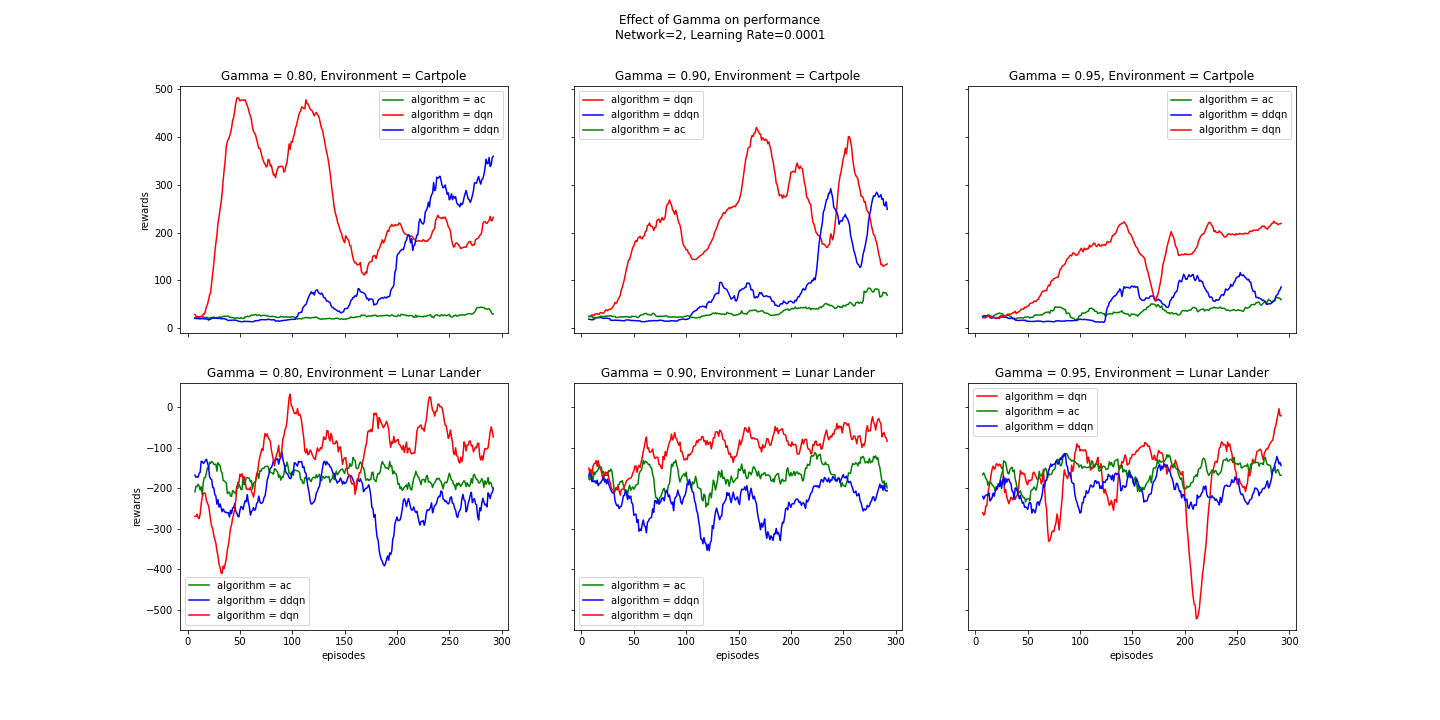 Effect of Gamma on performance
Network=2, Learning Rate=0.0001
Gamma = 0.80, Environment = Cartpole
500
400
300
200
100
0
rewards
algorithm = ac
algorithm = dqn
algorithm = ddqn
Gamma = 0.90, Environment = Cartpole
algorithm = dqn
algorithm = ddqn
algorithm = ac
Gamma = 0.95, Environment = Cartpole
algorithm = ac
algorithm = ddqn
algorithm = dqn
Gamma = 0.80, Environment = Lunar Lander
0
−100
−200
−300
−400
−500
rewards
algorithm = ac
algorithm = ddqn
algorithm = dqn
0 50 100 150 200 250 300
episodes
Gamma = 0.90, Environment = Lunar Lander
algorithm = ac
algorithm = ddqn
algorithm = dqn
0 50 100 150 200 250 300
episodes
Gamma = 0.95, Environment = Lunar Lander
algorithm = dqn
algorithm = ac
algorithm = ddqn
0 50 100 150 200 250 300
episodes